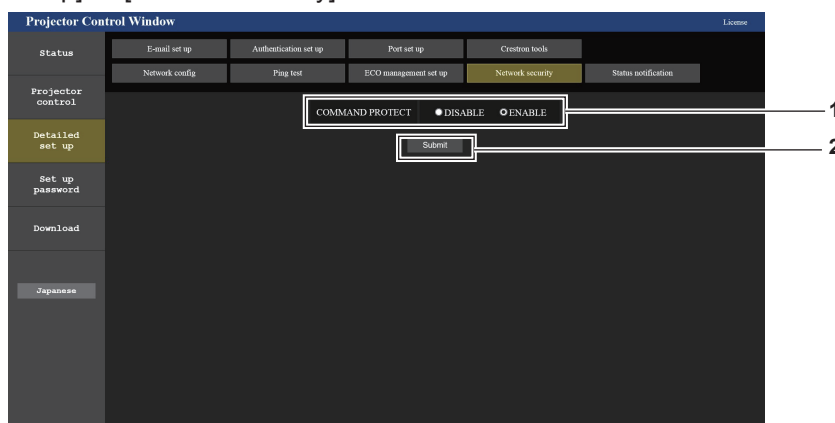 Projector Control Window License
Status
E-mail set up Authentication set up Port set up Crestron tools
Network config Ping test ECO management set up Network security Status notification
Projector
control
COMMAND PROTECT DISABLE ENABLE 1
Detailed
set up
Submit 2
Set up
password
Download
Japanese